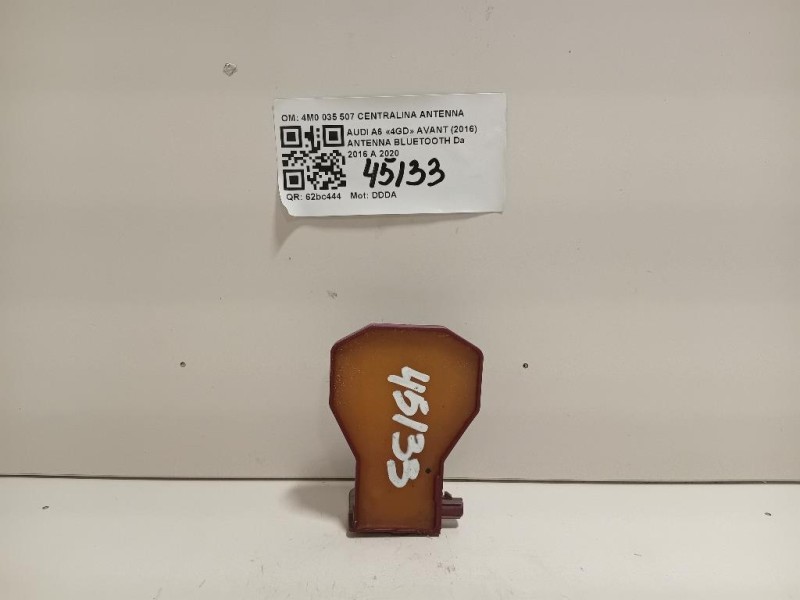 OM: 4M0 035 507 CENTRALINA ANTENNA
AUDI A6 «4GD» AVANT (2016)
ANTENNA BLUETOOTH Da
2016 A 2020
45133
QR: 62bc444 Mot: DDDA
45133